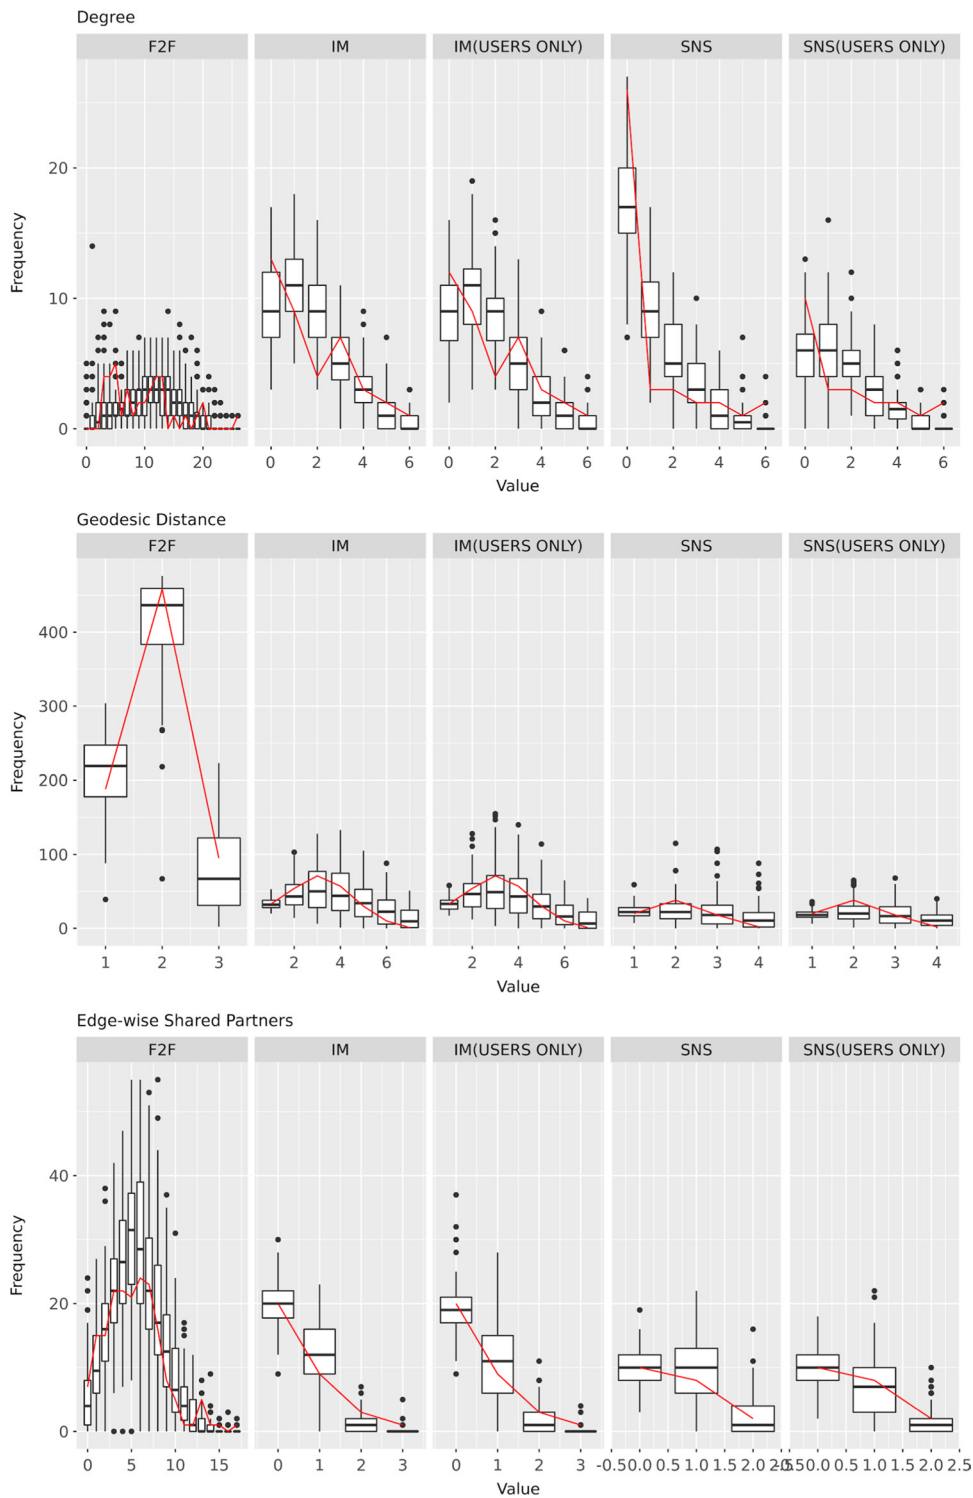 Degree
F2F IM IM(USERS ONLY) SNS SNS(USERS ONLY)
Frequency
20
10
0
0 10 20 0 2 4 6 0 2 4 6 0 2 4 6 0 2 4 6
Value
Geodesic Distance
F2F IM IM(USERS ONLY) SNS SNS(USERS ONLY)
Frequency
400
300
200
100
0
1 2 3 2 4 6 2 4 6 1 2 3 4 1 2 3 4
Value
Edge-wise Shared Partners
F2F IM IM(USERS ONLY) SNS SNS(USERS ONLY)
Frequency
40
20
0
0 5 10 15 0 1 2 3 0 1 2 3 -0.5 0.0 0.5 1.0 1.5 2.0 0.0 0.5 1.0 1.5 2.0 2.5
Value